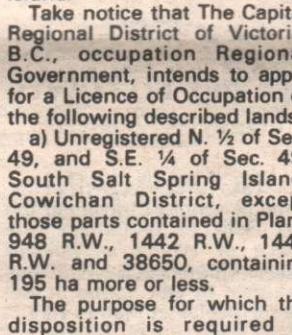 Take notice that The Capit
Regional District of Victori
B.C., occupation Regiona
Government, intends to app
for a Licence of Occupation
the following described lands
a) Unregistered N. ½ of Se
49, and S.E. ¼ of Sec. 49
South Salt Spring Islan
Cowichan District, excep
those parts contained in Plan
948 R.W., 1442 R.W., 144
R.W. and 38650, containin
195 ha more or less.
The purpose for which th
disposition is required